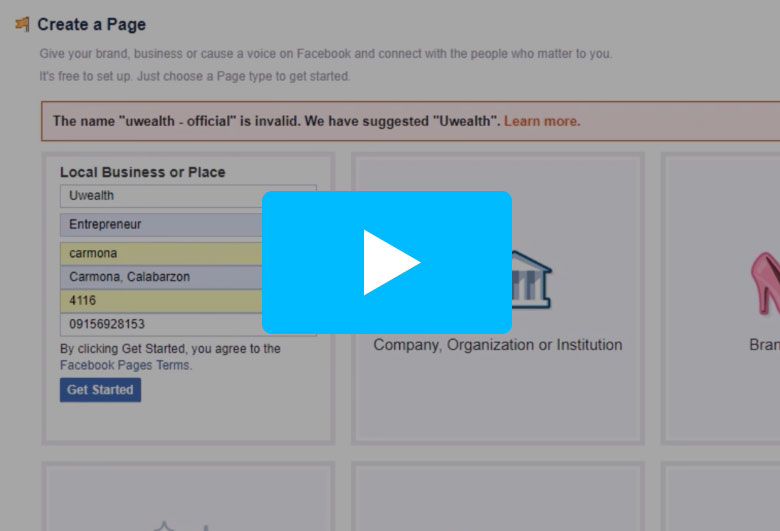 Create a Page
Give your brand, business or cause a voice on Facebook and connect with the people who matter to you.
It's free to set up. Just choose a Page type to get started.
The name "uwealth - official" is invalid. We have suggested "Uwealth". Learn more.
Local Business or Place
Uwealth
Entrepreneur
carmona
Carmona, Calabarzon
4116
09156928153
By clicking Get Started, you agree to the
Facebook Pages Terms.
Get Started
Company, Organization or Institution